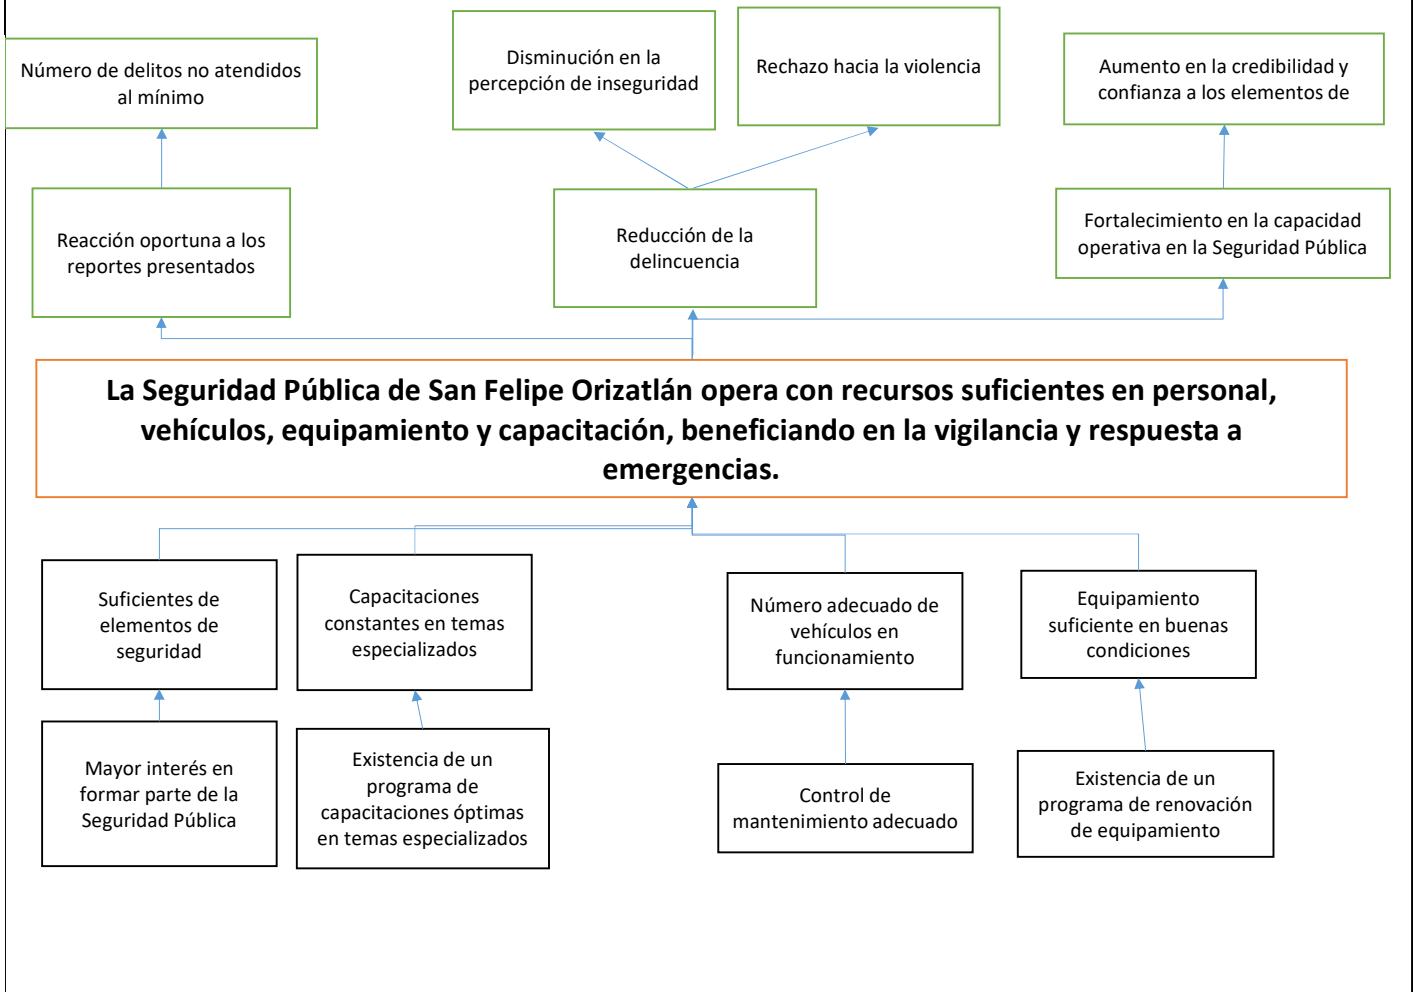 Número de delitos no atendidos
al mínimo
Disminución en la
percepción de inseguridad
Rechazo hacia la violencia
Aumento en la credibilidad y
confianza a los elementos de
Reacción oportuna a los
reportes presentados
Reducción de la
delincuencia
Fortalecimiento en la capacidad
operativa en la Seguridad Pública
La Seguridad Pública de San Felipe Orizatlán opera con recursos suficientes en personal,
vehículos, equipamiento y capacitación, beneficiando en la vigilancia y respuesta a
emergencias.
Suficientes de
elementos de
seguridad
Capacitaciones
constantes en temas
especializados
Número adecuado de
vehículos en
funcionamiento
Equipamiento
suficiente en buenas
condiciones
Mayor interés en
formar parte de la
Seguridad Pública
Existencia de un
programa de
capacitaciones óptimas
en temas especializados
Control de
mantenimiento adecuado
Existencia de un
programa de renovación
de equipamiento